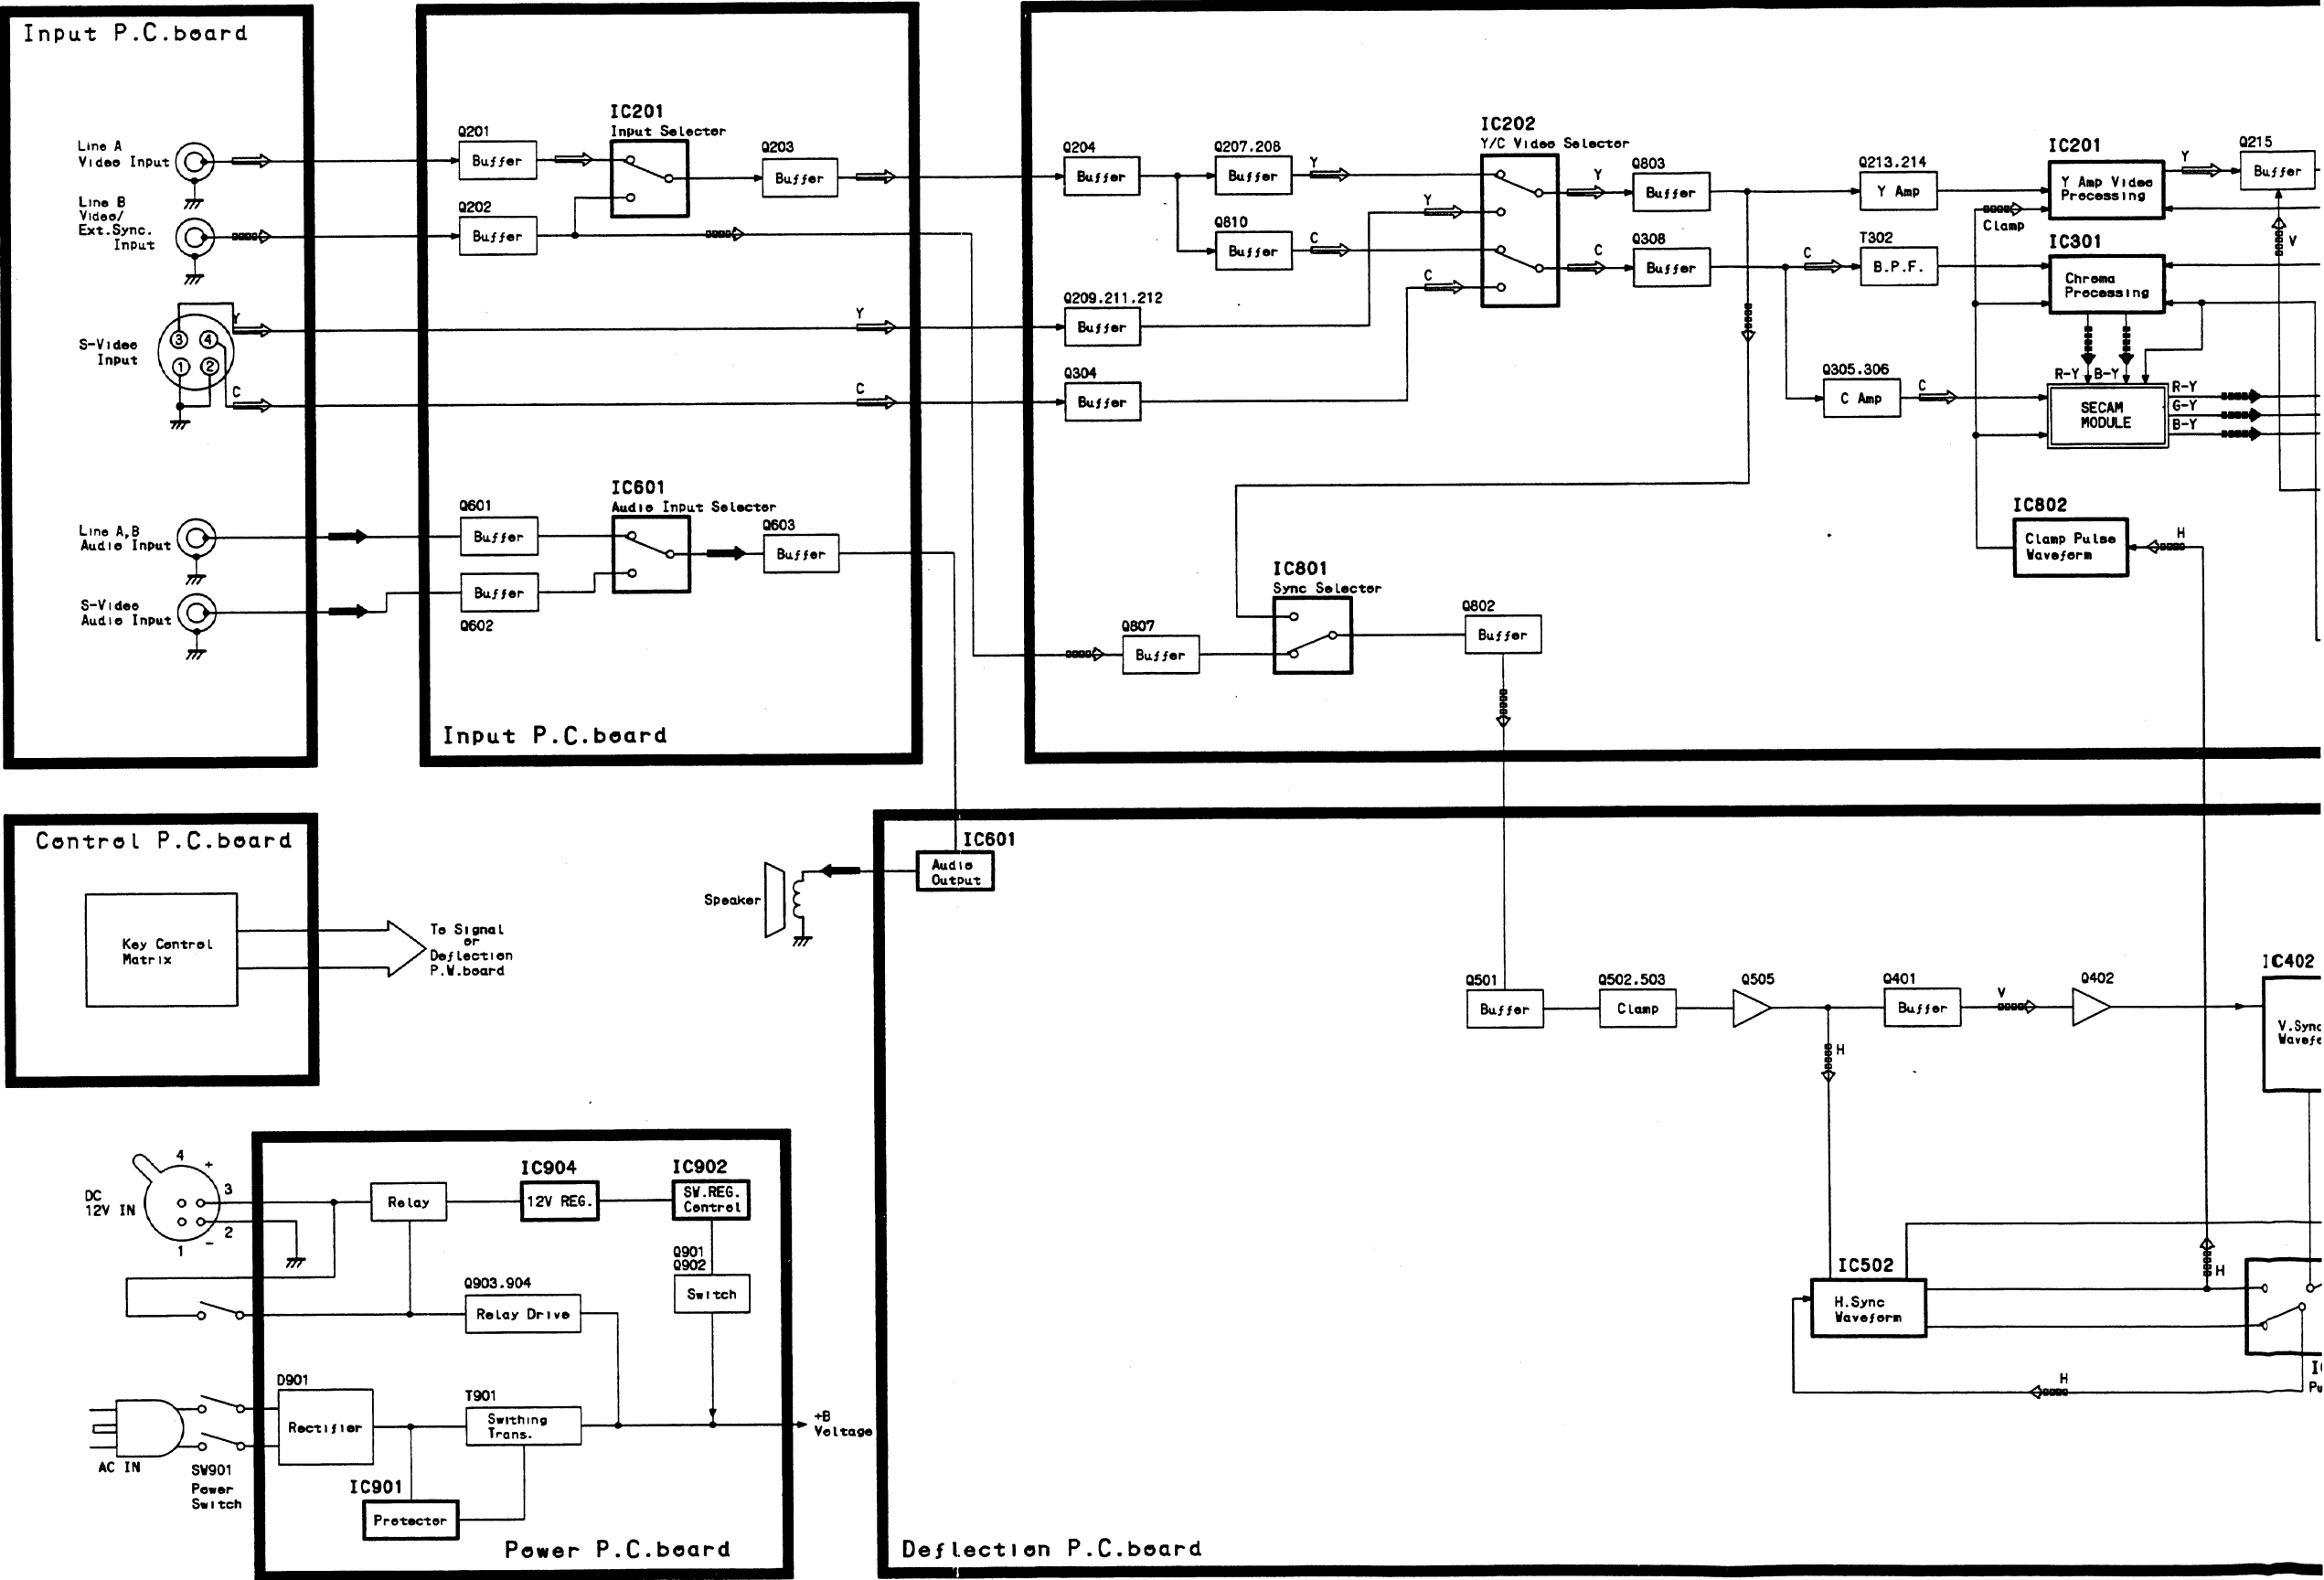 Input P.C.board
Line A
Video Input
Line B
Video/
Ext.Sync.
Input
S-Video
Input
3
4
1
2
Y
C
Line A,B
Audio Input
S-Video
Audio Input
Q201
Buffer
Q202
Buffer
IC201
Input Selector
Q203
Buffer
Y
C
Q601
Buffer
Buffer
Q602
IC601
Audio Input Selector
Q603
Buffer
Input P.C.board
Q204
Buffer
Q207.208
Buffer
Y
Q810
Buffer
C
Y
C
Q209.211.212
Buffer
Q304
Buffer
IC202
Y/C Video Selector
Y
C
Q803
Buffer
Q308
Buffer
Q213.214
Y Amp
C
T302
B.P.F.
Q305.306
C Amp
C
IC201
Y Amp Video
Processing
Clamp
IC301
Chroma
Processing
Y
Q215
Buffer
V
R-Y
B-Y
SECAM
MODULE
R-Y
G-Y
B-Y
IC802
Clamp Pulse
Waveform
H
IC801
Sync Selector
Q807
Buffer
Q802
Buffer
Control P.C.board
Key Control
Matrix
To Signal
or
Deflection
P.W.board
Speaker
IC601
Audio
Output
Q501
Buffer
Q502.503
Clamp
Q505
Q401
Buffer
V
Q402
IC402
V.Sync
H
IC502
H.Sync
Waveform
H
H
Deflection P.C.board
DC
12V IN
4
+
3
2
-
1
Relay
IC904
12V REG.
IC902
SW.REG.
Control
Q901
Q902
Switch
Q903.904
Relay Drive
D901
Rectifier
T901
Swithing
Trans.
+B
Voltage
AC IN
SW901
Power
Switch
IC901
Protector
Power P.C.board